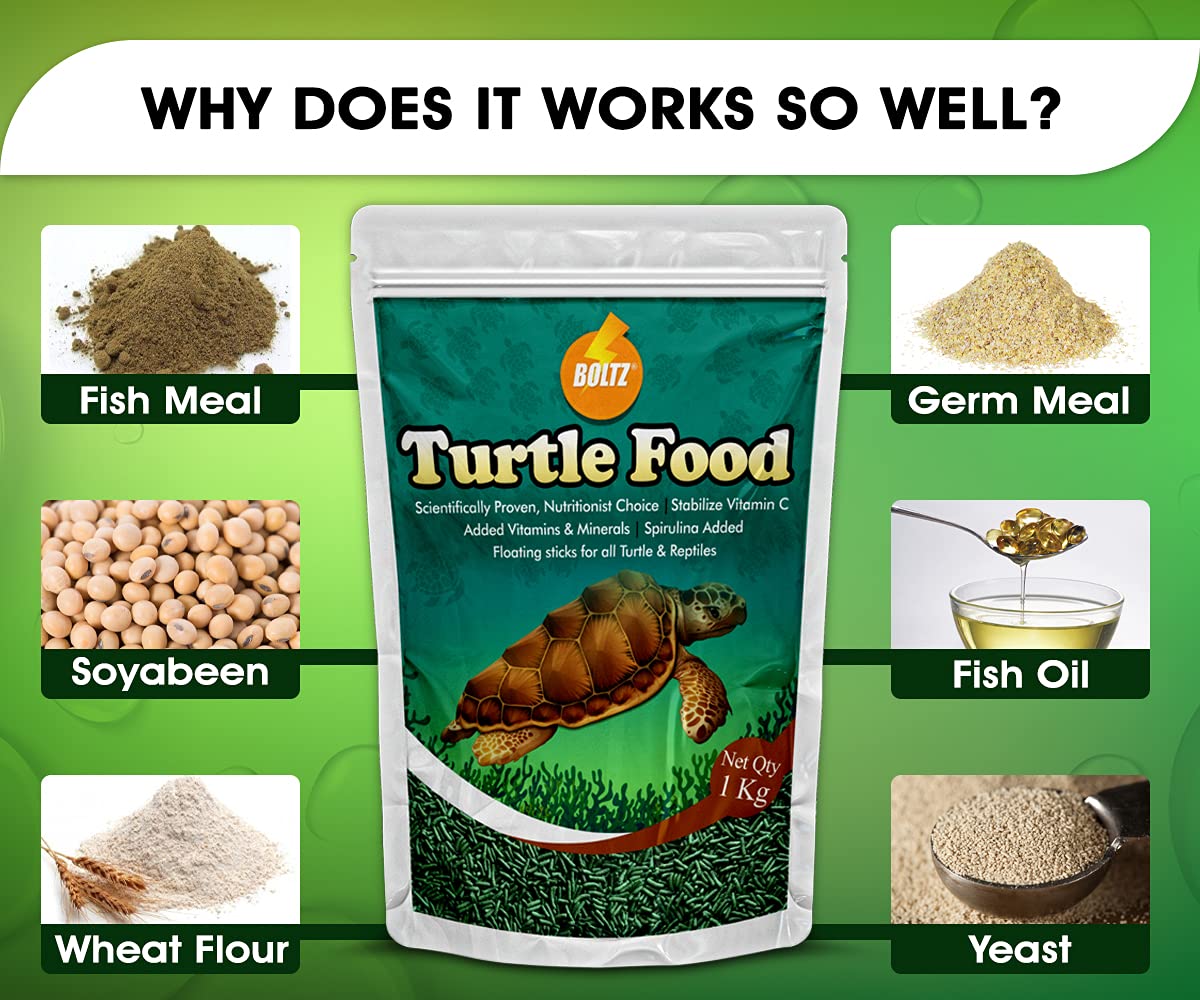 WHY DOES IT WORKS SO WELL?
Fish Meal
Germ Meal
BOLTZ®
Turtle Food
Scientifically Proven, Nutritionist Choice | Stabilize Vitamin C
Added Vitamins & Minerals | Spirulina Added
Floating sticks for all Turtle & Reptiles
Soyabeen
Fish Oil
Net Qty
1 Kg
Wheat Flour
Yeast